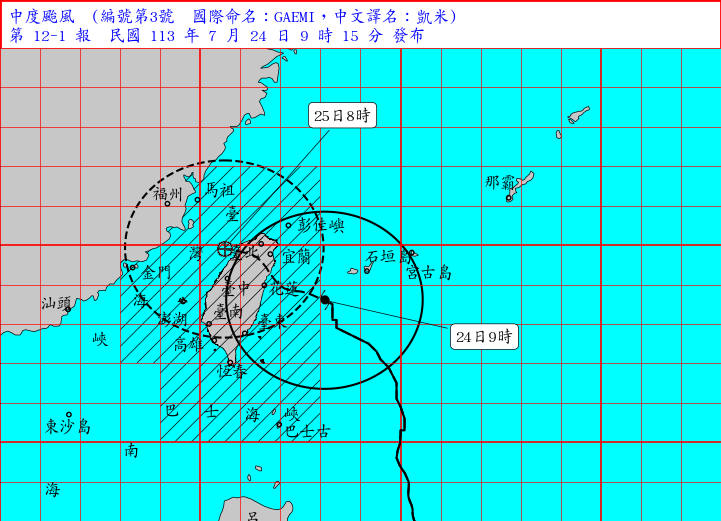 中度颱風 (編號第3號 國際命名：GAEMI，中文譯名：凱米)
第 12-1 報 民國 113 年 7 月 24 日 9 時 15 分 發布
25日8時
福州
馬祖
那霸
臺
彭佳嶼
灣
臺北
宜蘭
石垣島
宮古島
金門
臺中
花蓮
海
汕頭
澎湖
臺南
臺東
24日9時
峽
高雄
恆春
巴
士
海
峽
東沙島
巴士古
南
海
呂